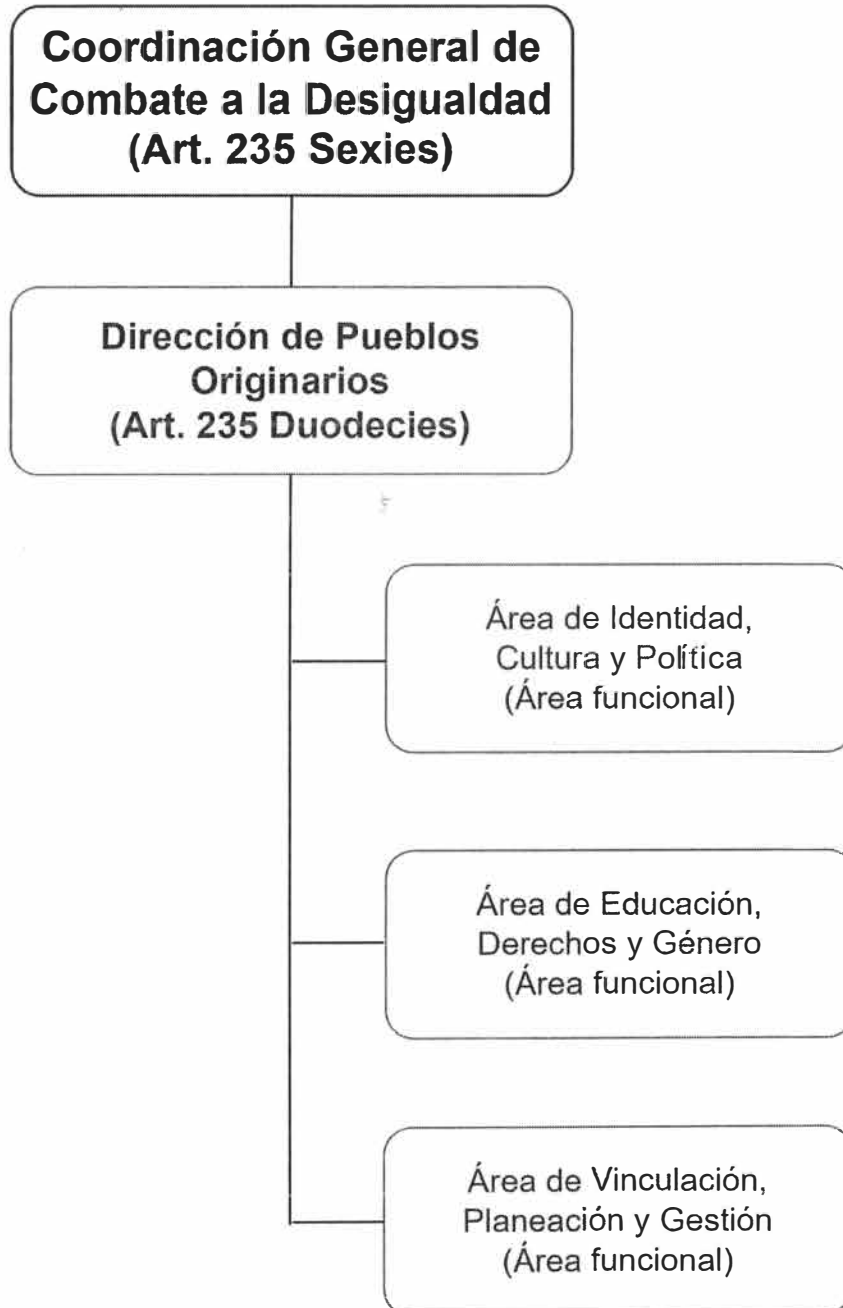 Coordinación General de
Combate a la Desigualdad
(Art. 235 Sexies)
Dirección de Pueblos
Originarios
(Art. 235 Duodecies)
Área de Identidad,
Cultura y Política
(Área funcional)
Área de Educación,
Derechos y Género
(Área funcional)
Área de Vinculación,
Planeación y Gestión
(Área funcional)